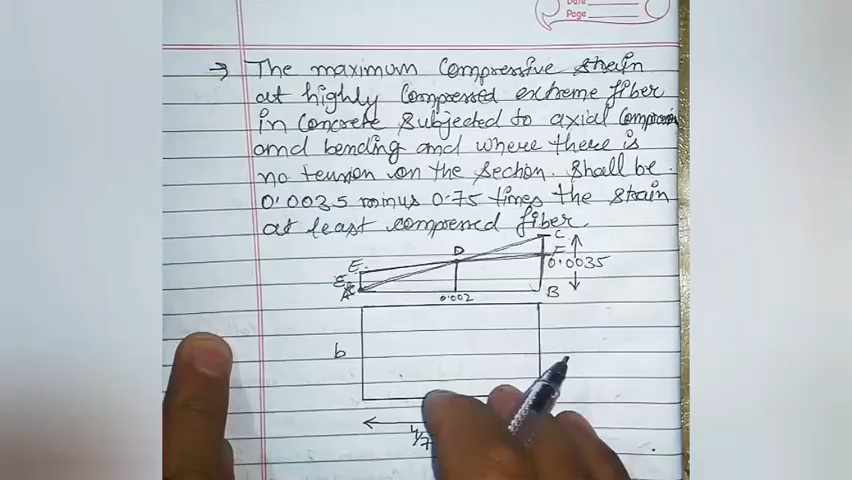 Date
Page
→ The maximum Compressive strain
at highly Compressed extreme fiber
in Concrete Subjected to axial Compression
and bending and where there is
no tension on the section. Shall be
0.0035 minus 0.75 times the strain
at least compressed fiber.
C
D
E
F
0.0035
A
0.002
B
b